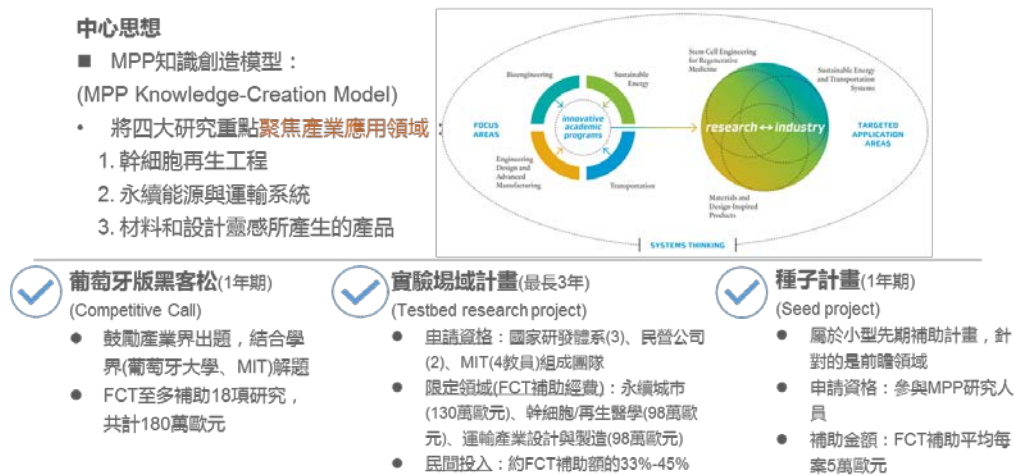 中心思想
■ MPP知識創造模型：
(MPP Knowledge-Creation Model)
• 將四大研究重點聚焦產業應用領域：
1. 幹細胞再生工程
2. 永續能源與運輸系統
3. 材料和設計靈感所產生的產品
Bioengineering
Sustainable
Energy
FOCUS
AREAS
innovative
academic
programs
Engineering
Design and
Advanced
Manufacturing
Transportation
Stem Cell Engineering
for Regenerative
Medicine
Sustainable Energy
and Transportation
Systems
research↔industry
TARGETED
APPLICATION
AREAS
Materials and
Design-Inspired
Products
SYSTEMS THINKING
葡萄牙版黑客松(1年期)
(Competitive Call)
● 鼓勵產業界出題，結合學
界(葡萄牙大學、MIT)解題
● FCT至多補助18項研究，
共計180萬歐元
實驗場域計畫(最長3年)
(Testbed research project)
● 申請資格：國家研發體系(3)、民營公司
(2)、MIT(4教員)組成團隊
● 限定領域(FCT補助經費)：永續城市
(130萬歐元)、幹細胞/再生醫學(98萬歐
元)、運輸產業設計與製造(98萬歐元)
● 民間投入：約FCT補助額的33%-45%
種子計畫(1年期)
(Seed project)
● 屬於小型先期補助計畫，針
對的是前瞻領域
● 申請資格：參與MPP研究人
員
● 補助金額：FCT補助平均每
案5萬歐元